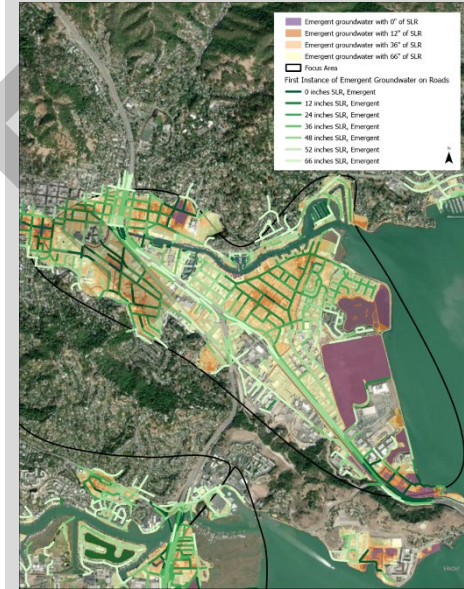 Emergent groundwater with 0" of SLR
Emergent groundwater with 12" of SLR
Emergent groundwater with 36" of SLR
Emergent groundwater with 66" of SLR
Focus Area
First Instance of Emergent Groundwater on Roads
0 inches SLR, Emergent
12 inches SLR, Emergent
24 inches SLR, Emergent
36 inches SLR, Emergent
48 inches SLR, Emergent
52 inches SLR, Emergent
66 inches SLR, Emergent